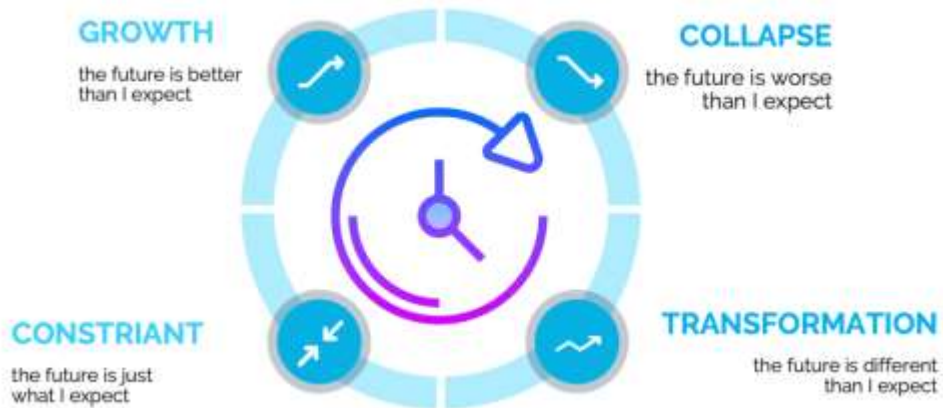 GROWTH
the future is better
than I expect
COLLAPSE
the future is worse
than I expect
CONSTRIANT
the future is just
what I expect
TRANSFORMATION
the future is different
than I expect